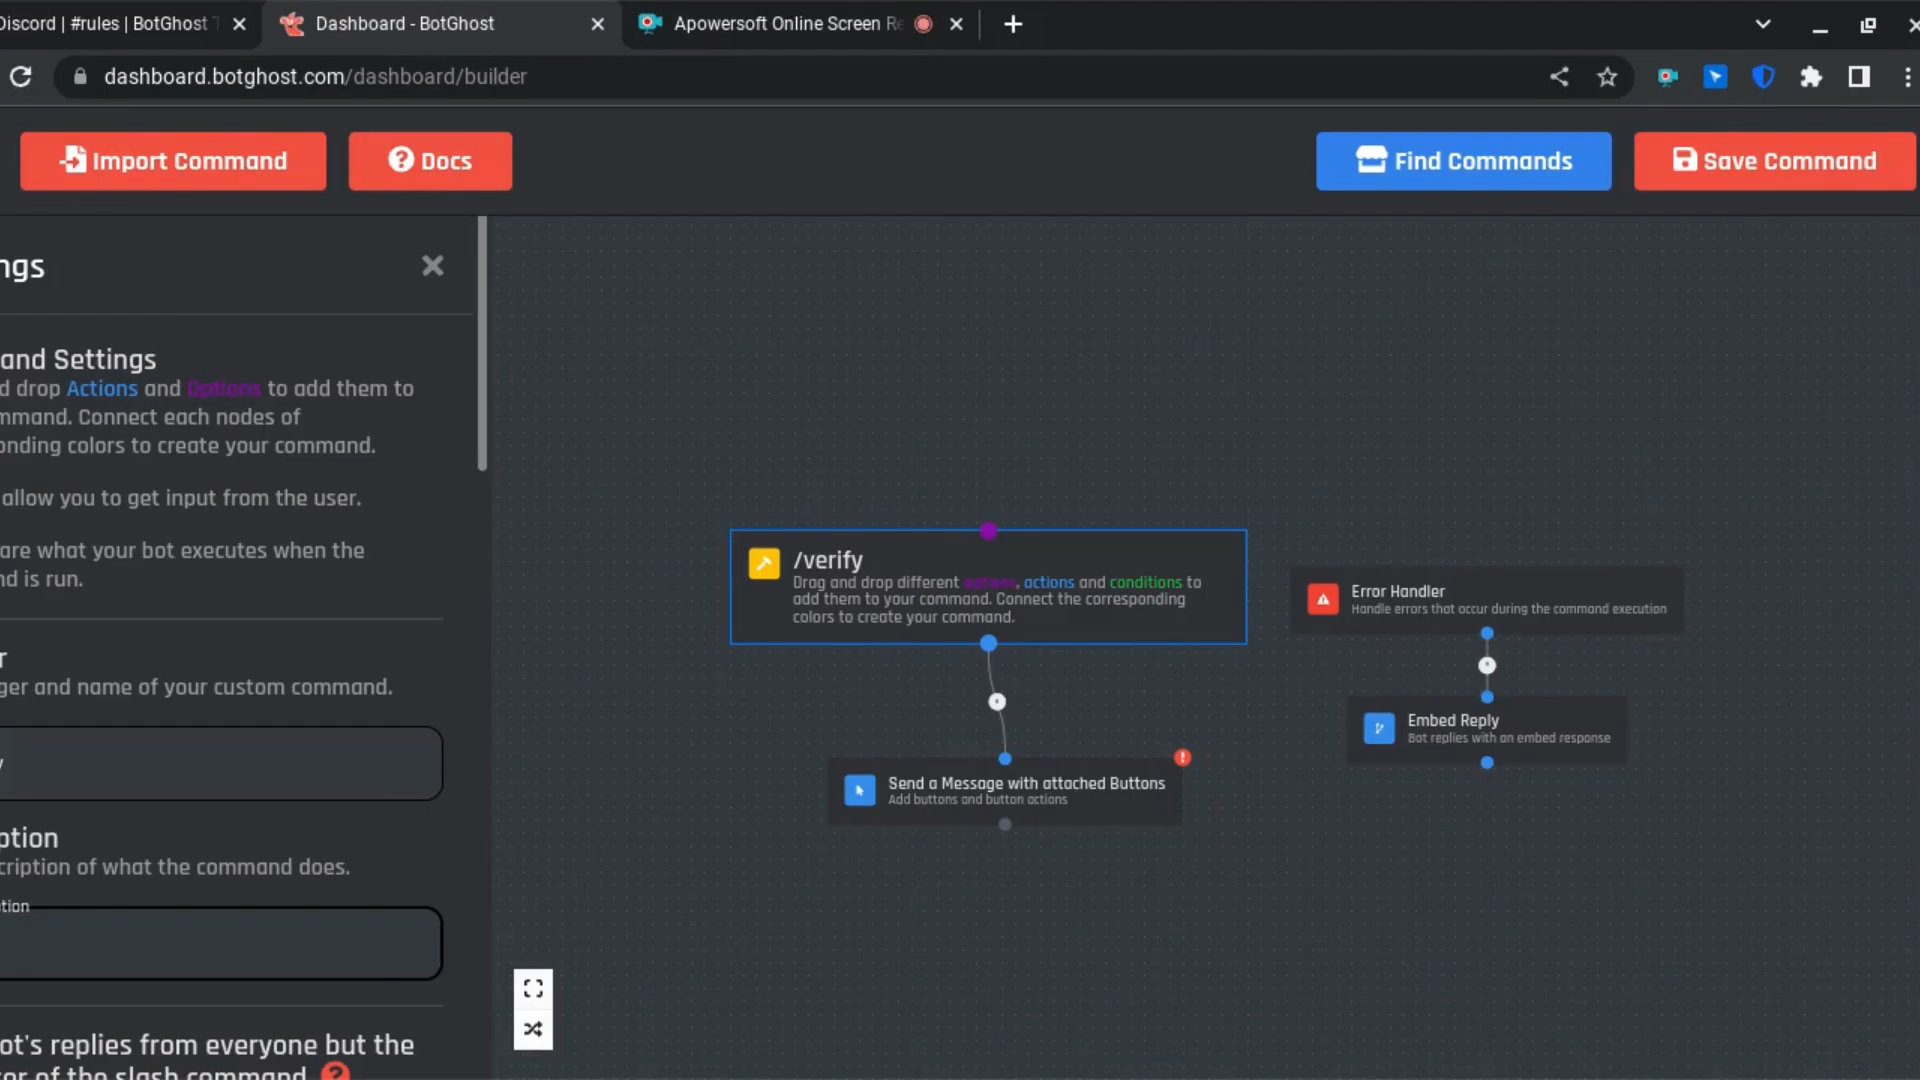 Discord | #rules | BotGhost
Dashboard - BotGhost
Apowersoft Online Screen Re
dashboard.botghost.com/dashboard/builder
Import Command
Docs
Find Commands
Save Command
ngs
and Settings
d drop Actions and Options to add them to
mmand. Connect each nodes of
onding colors to create your command.
allow you to get input from the user.
are what your bot executes when the
nd is run.
r
ger and name of your custom command.
y
ption
cription of what the command does.
tion
ot's replies from everyone but the
tor of the slash command. ?
/verify
Drag and drop different options, actions and conditions to
add them to your command. Connect the corresponding
colors to create your command.
Send a Message with attached Buttons
Add buttons and button actions
Error Handler
Handle errors that occur during the command execution
Embed Reply
Bot replies with an embed response